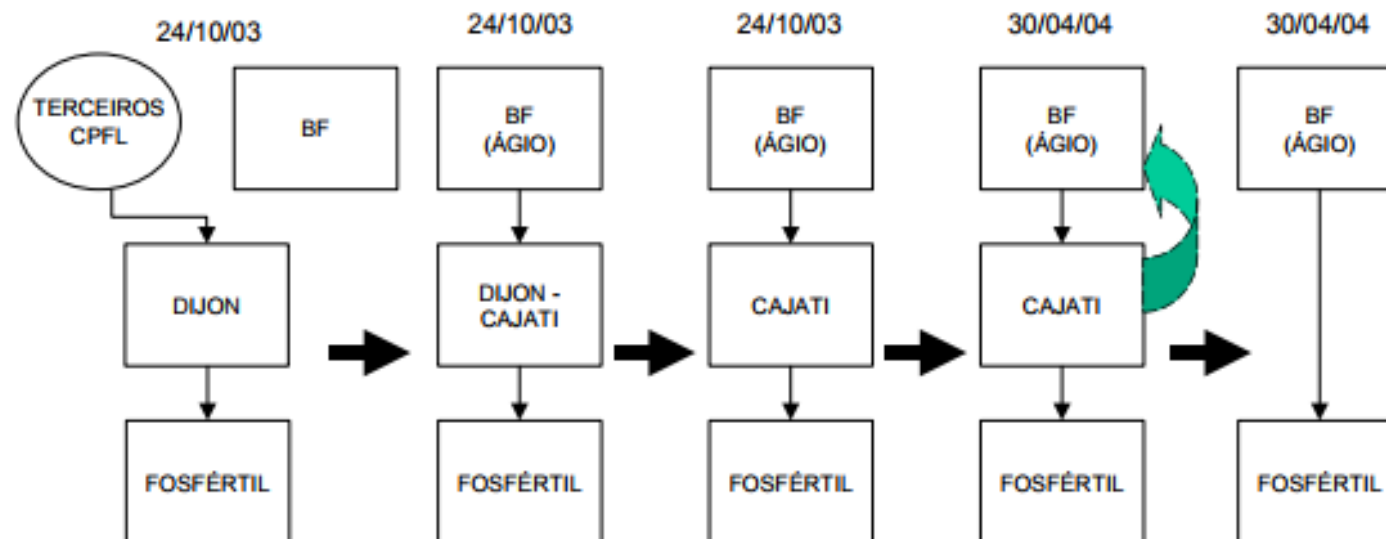 24/10/03
24/10/03
24/10/03
30/04/04
30/04/04
TERCEIROS
CPFL
BF
BF
(ÁGIO)
BF
(ÁGIO)
BF
(ÁGIO)
BF
(ÁGIO)
DIJON
DIJON -
CAJATI
CAJATI
CAJATI
FOSFÉRTIL
FOSFÉRTIL
FOSFÉRTIL
FOSFÉRTIL
FOSFÉRTIL